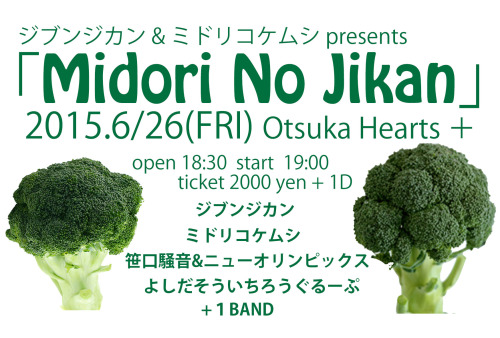 ジブンジカン & ミドリコケムシ presents
「Midori No Jikan」
2015.6/26(FRI) Otsuka Hearts ＋
open 18:30 start 19:00
ticket 2000 yen + 1D
ジブンジカン
ミドリコケムシ
笹口騒音&ニューオリンピックス
よしだそういちろうぐるーぷ
+ 1 BAND